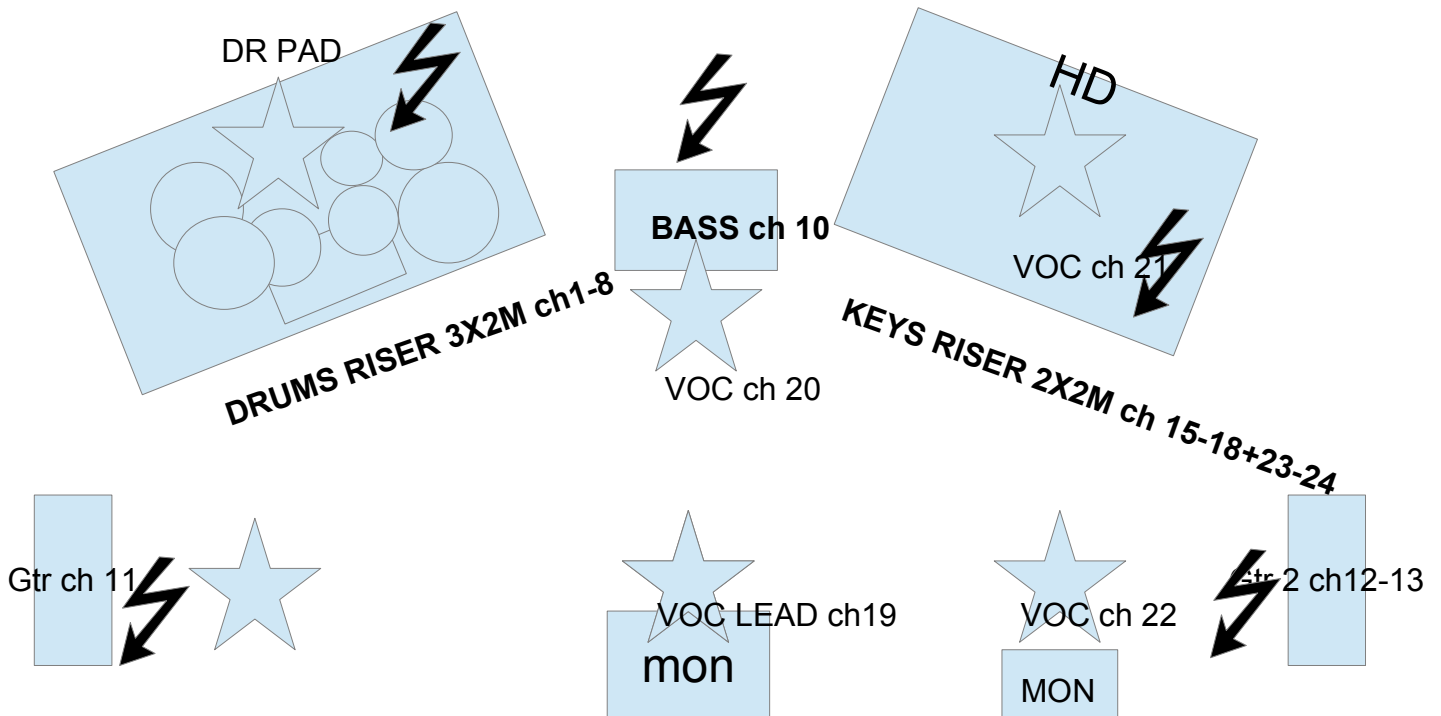 DR PAD
HD
BASS ch 10
VOC ch 21
DRUMS RISER 3X2M ch1-8
KEYS RISER 2X2M ch 15-18+23-24
VOC ch 20
Gtr ch 11
Gtr 2 ch12-13
VOC LEAD ch19
VOC ch 22
mon
MON